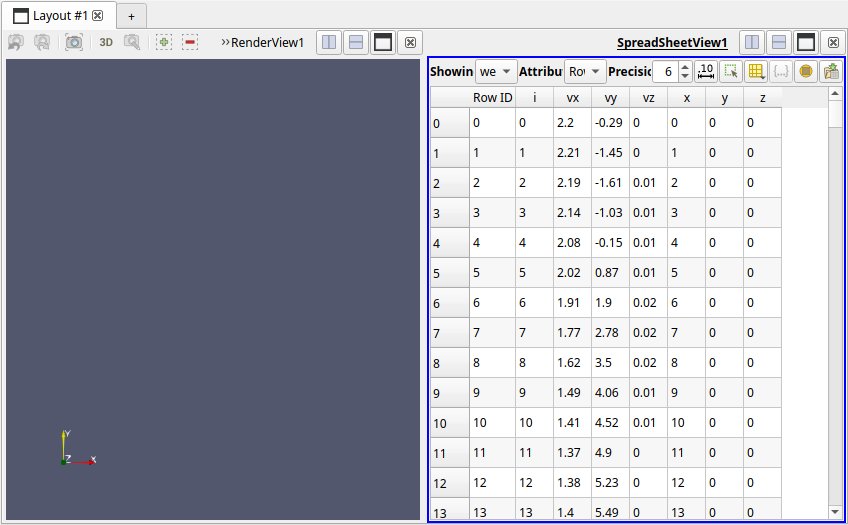 Layout #1
+
3D
››RenderView1
SpreadSheetView1
Showin we Attribut Rov Precisic 6 .10 {...}
Row ID i vx vy vz x y z
0 0 0 2.2 -0.29 0 0 0 0
1 1 1 2.21 -1.45 0 1 0 0
2 2 2 2.19 -1.61 0.01 2 0 0
3 3 3 2.14 -1.03 0.01 3 0 0
4 4 4 2.08 -0.15 0.01 4 0 0
5 5 5 2.02 0.87 0.01 5 0 0
6 6 6 1.91 1.9 0.02 6 0 0
7 7 7 1.77 2.78 0.02 7 0 0
8 8 8 1.62 3.5 0.02 8 0 0
9 9 9 1.49 4.06 0.01 9 0 0
10 10 10 1.41 4.52 0.01 10 0 0
11 11 11 1.37 4.9 0 11 0 0
12 12 12 1.38 5.23 0 12 0 0
13 13 13 1.4 5.49 0 13 0 0
Y
Z X